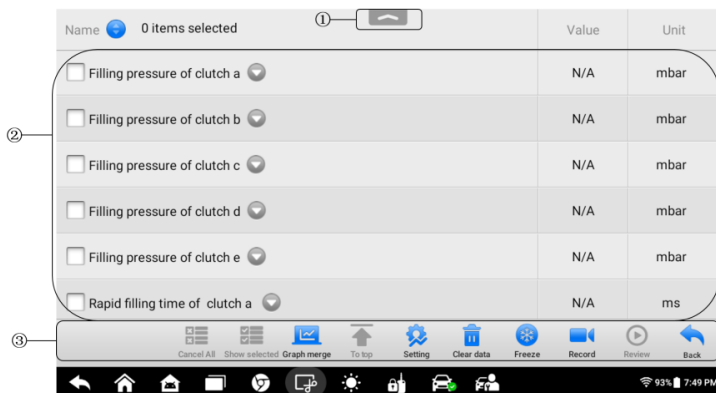 ①
Name 0 items selected Value Unit
②
Filling pressure of clutch a N/A mbar
Filling pressure of clutch b N/A mbar
Filling pressure of clutch c N/A mbar
Filling pressure of clutch d N/A mbar
Filling pressure of clutch e N/A mbar
Rapid filling time of clutch a N/A ms
③
Cancel All Show selected Graph merge To top Setting Clear data Freeze Record Review Back
93% 7:49 PM